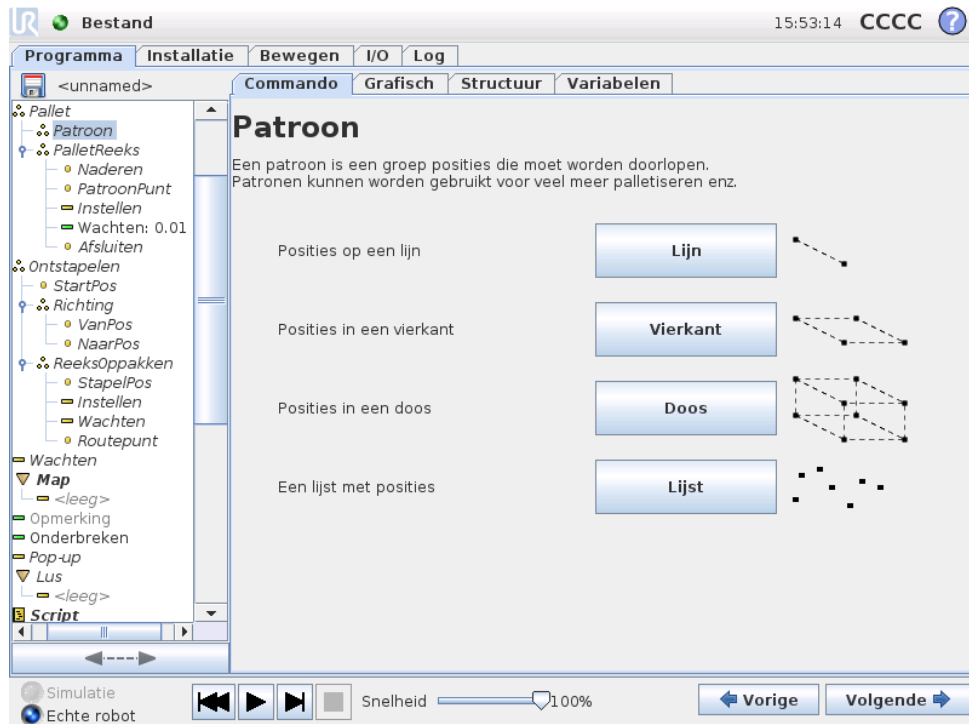 UR Bestand 15:53:14 CCCC ?
Programma Installatie Bewegen I/O Log
<unnamed>
Commando Grafisch Structuur Variabelen
Pallet
Patroon
PalletReeks
Naderen
PatroonPunt
Instellen
Wachten: 0.01
Afsluiten
Ontstapelen
StartPos
Richting
VanPos
NaarPos
ReeksOppakken
StapelPos
Instellen
Wachten
Routepunt
Wachten
Map
<leeg>
Opmerking
Onderbreken
Pop-up
Lus
<leeg>
Script
Patroon
Een patroon is een groep posities die moet worden doorlopen.
Patronen kunnen worden gebruikt voor veel meer palletiseren enz.
Posities op een lijn Lijn
Posities in een vierkant Vierkant
Posities in een doos Doos
Een lijst met posities Lijst
Simulatie
Echte robot
Snelheid 100%
Vorige Volgende